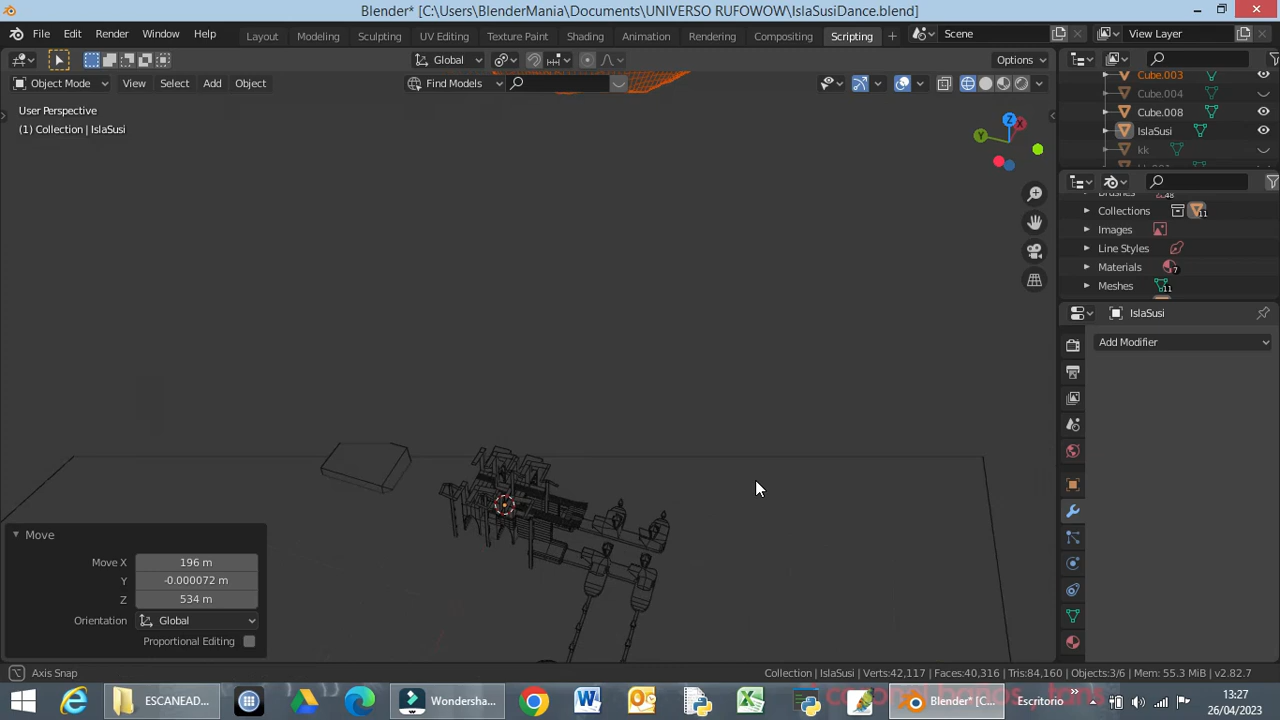 Blender* [C:\Users\BlenderMania\Documents\UNIVERSO RUFOWOW\IslaSusiDance.blend]
File Edit Render Window Help Layout Modeling Sculpting UV Editing Texture Paint Shading Animation Rendering Compositing Scripting + Scene View Layer
Global Options
Object Mode View Select Add Object Find Models
User Perspective
(1) Collection | IslaSusi
Z
X
Y
Cube.003
Cube.004
Cube.008
IslaSusi
kk
Brushes 48
Collections 11
Images
Line Styles
Materials 7
Meshes 11
IslaSusi
Add Modifier
Move
Move X 196 m
Y -0.000072 m
Z 534 m
Orientation Global
Proportional Editing
Axis Snap
Collection | IslaSusi | Verts:42,117 | Faces:40,316 | Tris:84,160 | Objects:3/6 | Mem: 55.3 MiB | v2.82.7
ESCANEAD... Wondersha... Blender* [C:... Escritorio
13:27
26/04/2023